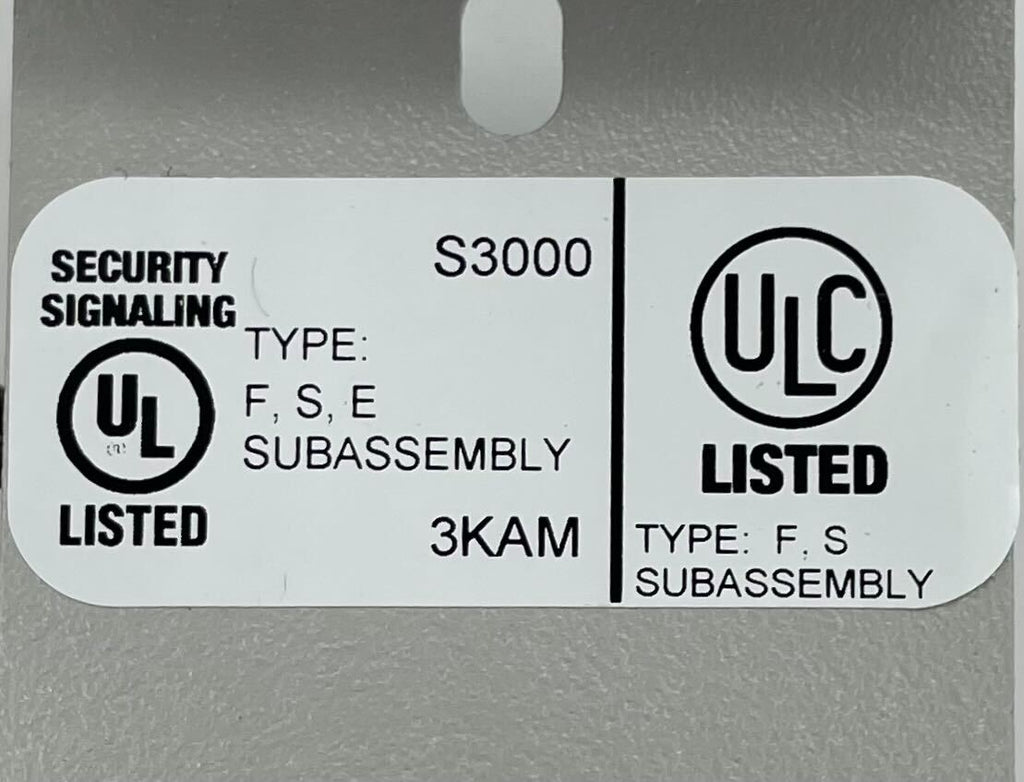 SECURITY
SIGNALING
UL
LISTED
S3000
TYPE:
F, S, E
SUBASSEMBLY
3KAM
ULC
LISTED
TYPE: F, S
SUBASSEMBLY